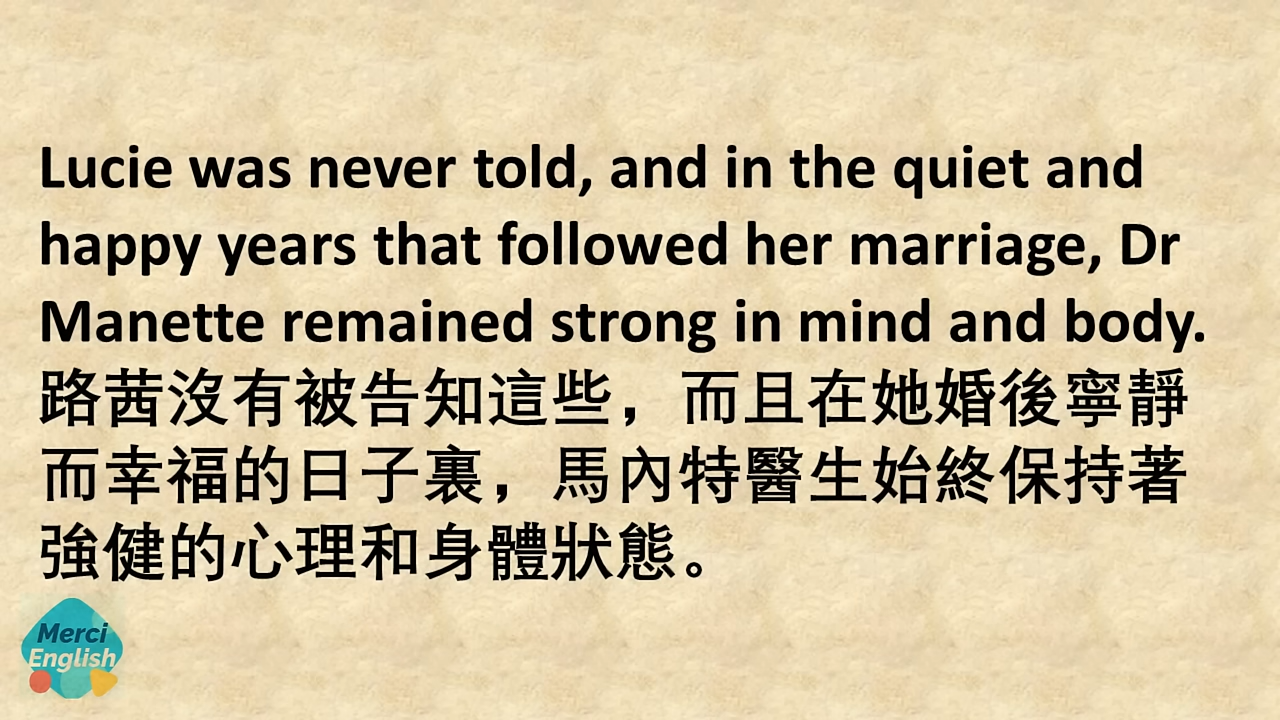 Lucie was never told, and in the quiet and
happy years that followed her marriage, Dr
Manette remained strong in mind and body.
路茜沒有被告知這些，而且在她婚後寧靜
而幸福的日子裏，馬內特醫生始終保持著
強健的心理和身體狀態。
Merci
English